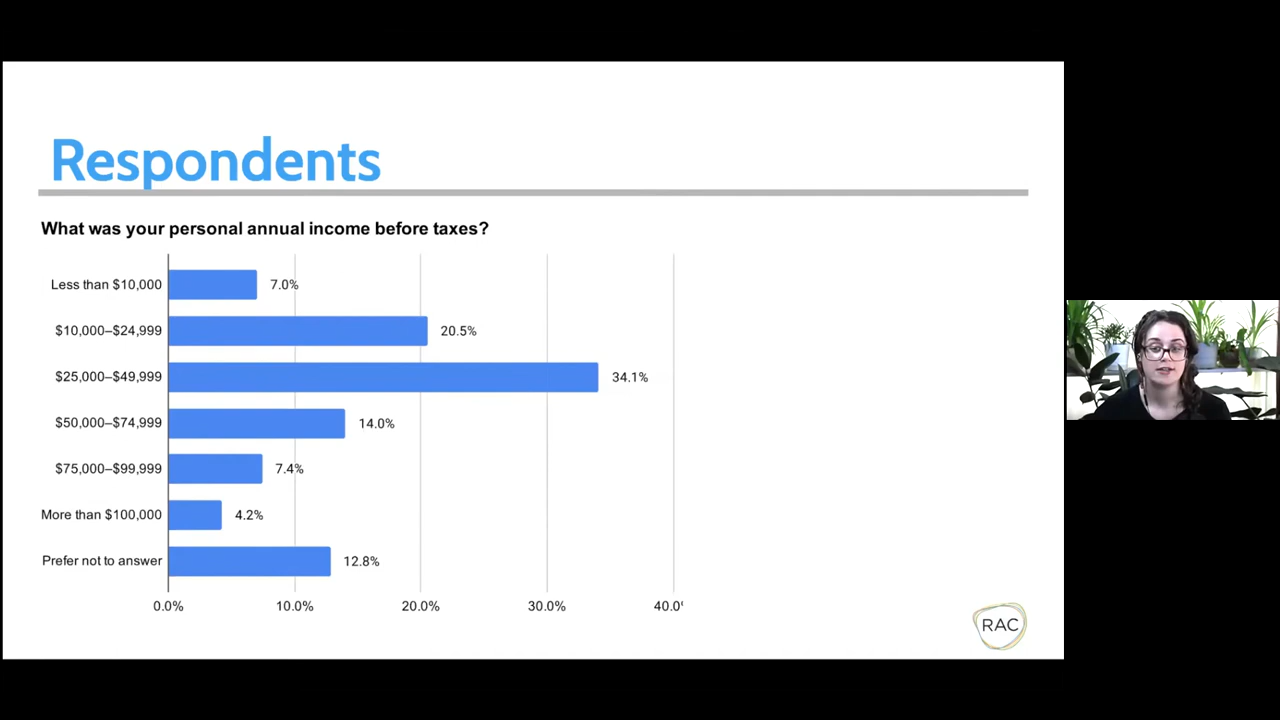 Respondents
What was your personal annual income before taxes?
Less than $10,000 7.0%
$10,000–$24,999 20.5%
$25,000–$49,999 34.1%
$50,000–$74,999 14.0%
$75,000–$99,999 7.4%
More than $100,000 4.2%
Prefer not to answer 12.8%
0.0% 10.0% 20.0% 30.0% 40.0
RAC